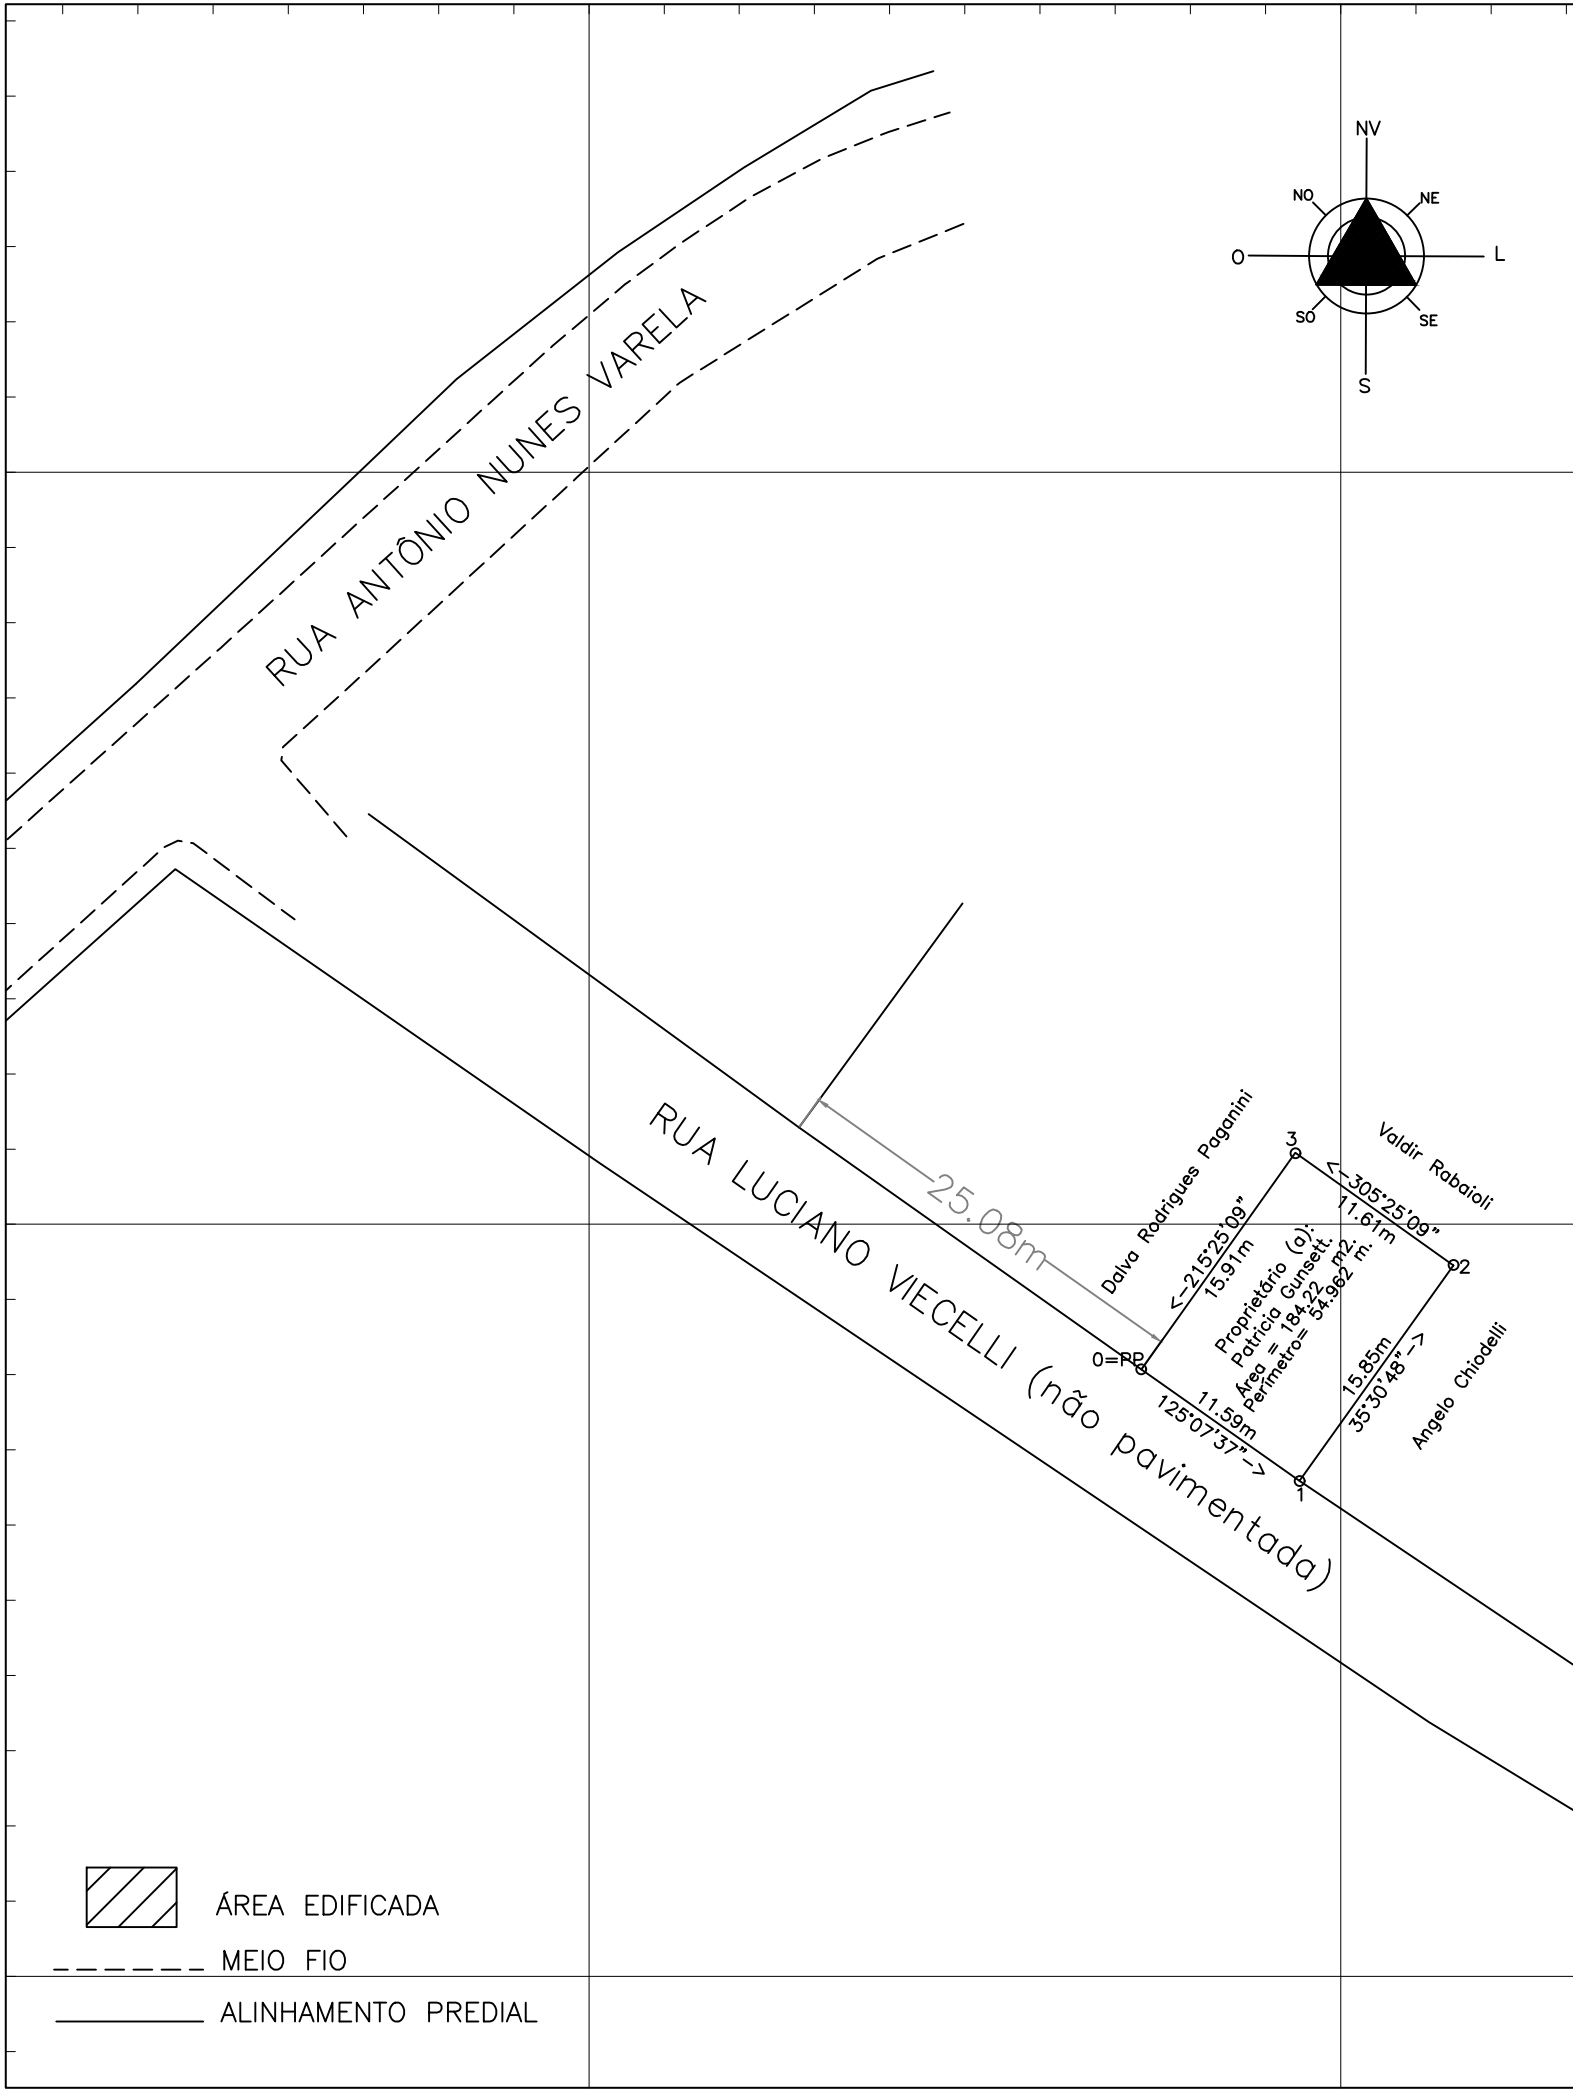 NV
NO
NE
O
L
SO
SE
S
RUA ANTÔNIO NUNES VARELA
RUA LUCIANO VIECELLI (não pavimentada)
25.08m
Dalva Rodrigues Paganini
Valdir Rabaioli
3
<--305°25'09"
11.61m
<--215°25'09"
15.91m
Proprietário (a):
Patricia Gunsett.
Área = 184.22 m2.
Perímetro= 54.962 m.
2
15.85m
35°30'48"->
Angelo Chiodelli
0=PP
11.59m
125°07'37"->
1
ÁREA EDIFICADA
MEIO FIO
ALINHAMENTO PREDIAL